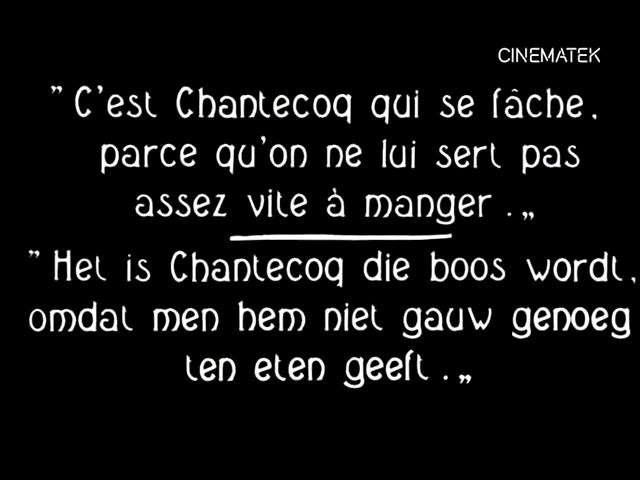 CINEMATEK
" C'est Chantecoq qui se fâche,
parce qu'on ne lui sert pas
assez vite à manger . „
" Het is Chantecoq die boos wordt,
omdat men hem niet gauw genoeg
ten eten geeft . „